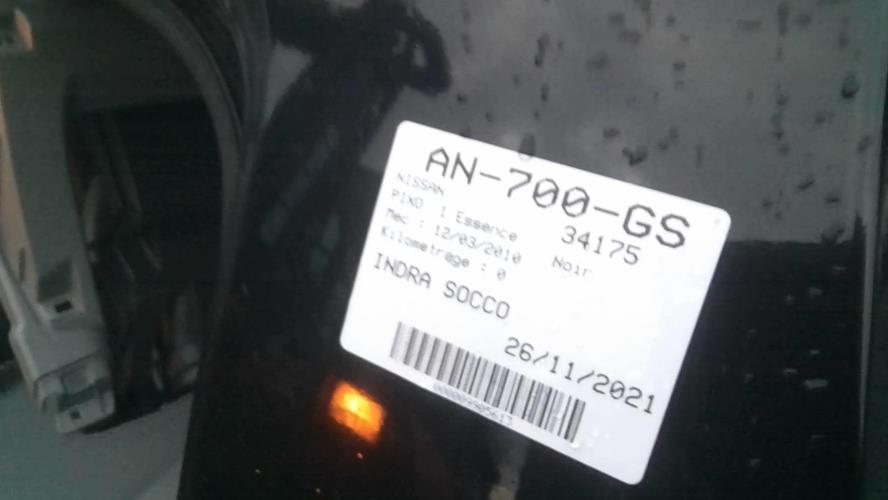 AN-700-GS
NISSAN 34175
PIXO 1 Essence Noir
Mec : 12/03/2010
Kilometrage : 0
INDRA SOCCO
26/11/2021